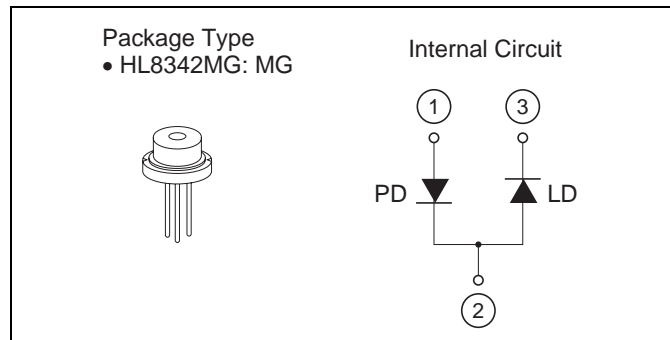 Package Type
• HL8342MG: MG
Internal Circuit
1
3
PD
LD
2